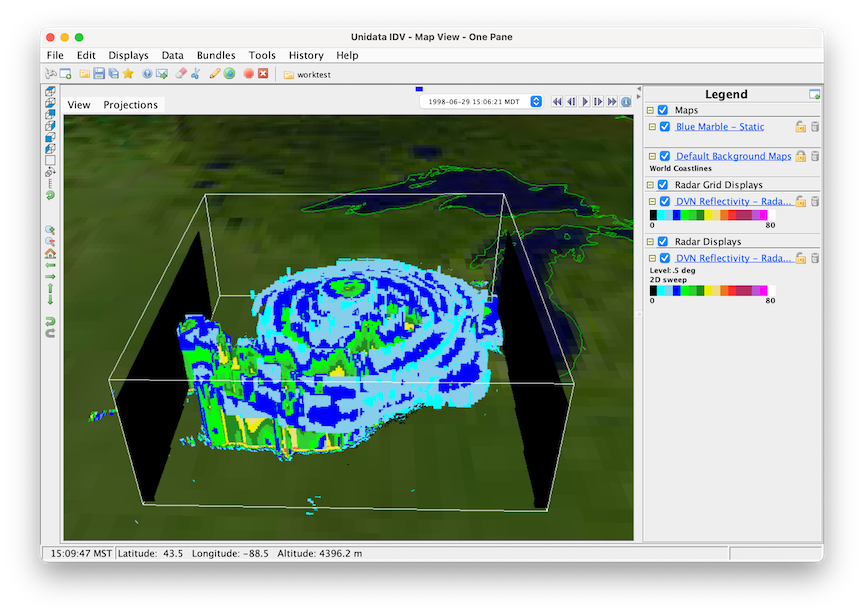 Unidata IDV - Map View - One Pane
File Edit Displays Data Bundles Tools History Help
worktest
View Projections
1998-06-29 15:06:21 MDT
Legend
Maps
Blue Marble - Static
Default Background Maps
World Coastlines
Radar Grid Displays
DVN Reflectivity - Rada...
0 80
Radar Displays
DVN Reflectivity - Rada...
Level: .5 deg
2D sweep
0 80
15:09:47 MST Latitude: 43.5 Longitude: -88.5 Altitude: 4396.2 m